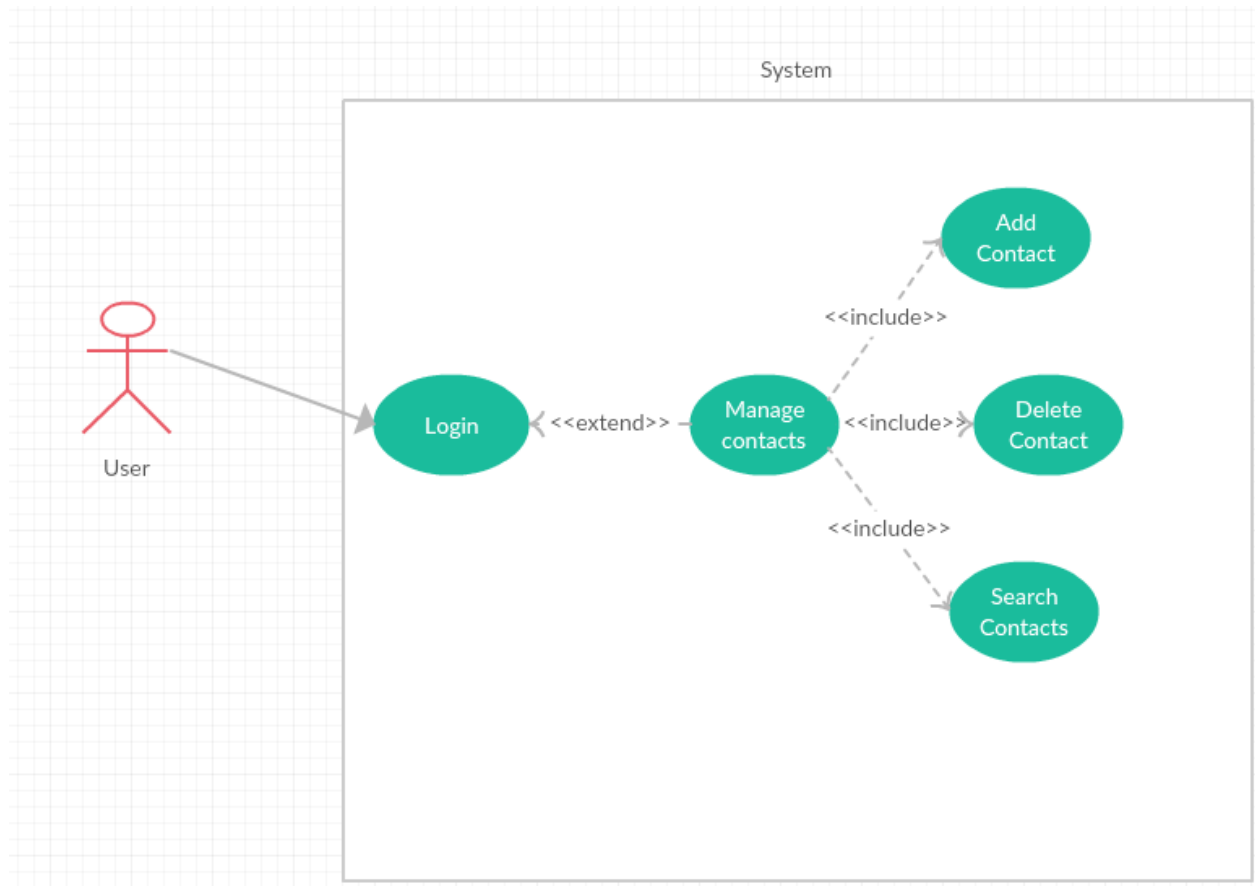 System
Add
Contact
<<include>>
User
Login
<<extend>>
Manage
contacts
<<include>>
Delete
Contact
<<include>>
Search
Contacts